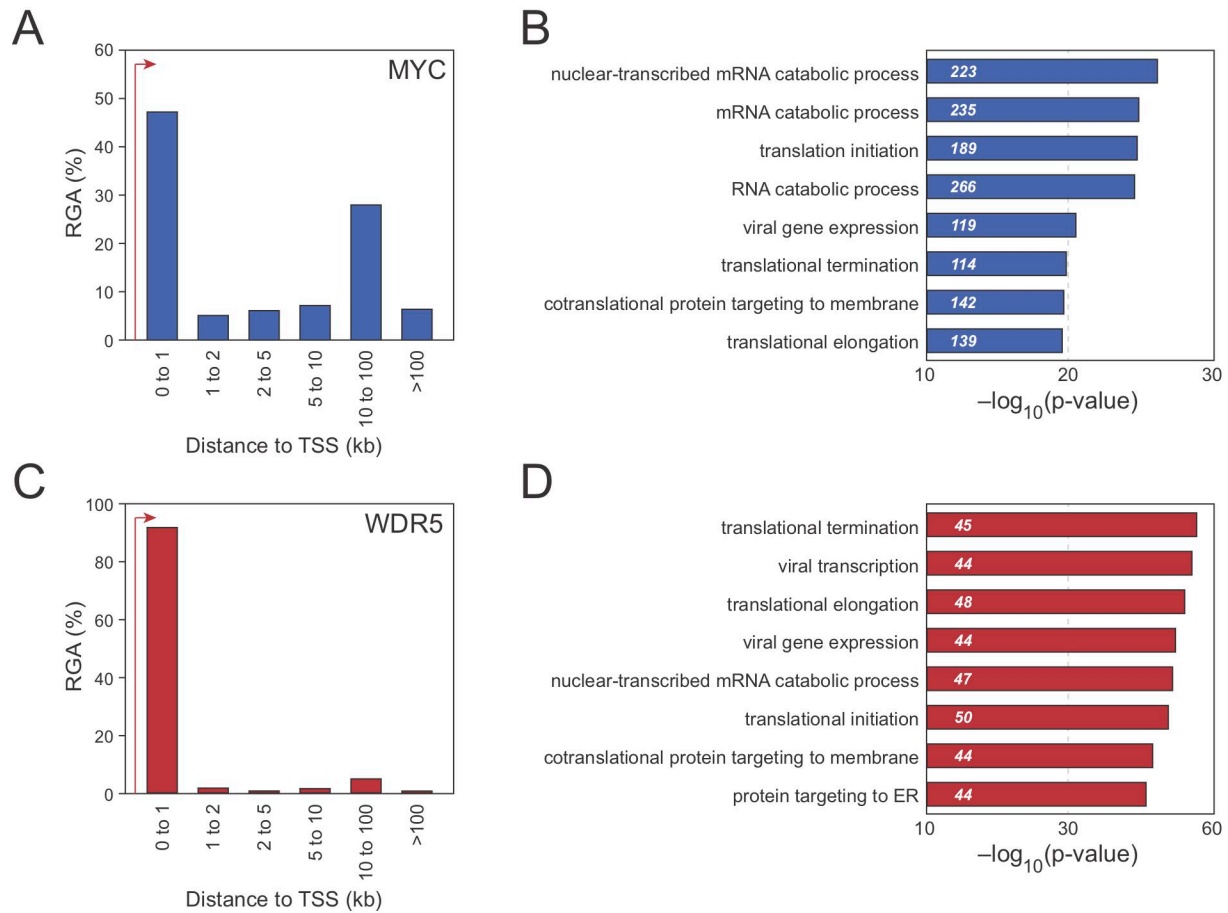 A
MYC
RGA (%)
60
50
40
30
20
10
0
0 to 1
1 to 2
2 to 5
5 to 10
10 to 100
>100
Distance to TSS (kb)
B
nuclear-transcribed mRNA catabolic process 223
mRNA catabolic process 235
translation initiation 189
RNA catabolic process 266
viral gene expression 119
translational termination 114
cotranslational protein targeting to membrane 142
translational elongation 139
10 20 30
–log10(p-value)
C
WDR5
RGA (%)
100
80
60
40
20
0
0 to 1
1 to 2
2 to 5
5 to 10
10 to 100
>100
Distance to TSS (kb)
D
translational termination 45
viral transcription 44
translational elongation 48
viral gene expression 44
nuclear-transcribed mRNA catabolic process 47
translational initiation 50
cotranslational protein targeting to membrane 44
protein targeting to ER 44
10 30 60
–log10(p-value)